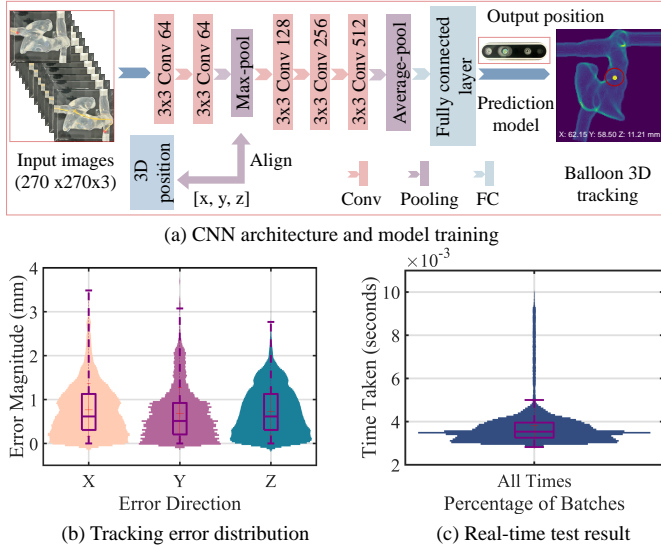 Input images
(270 x270x3)
3x3 Conv 64
3x3 Conv 64
Max-pool
3x3 Conv 128
3x3 Conv 256
3x3 Conv 512
Average-pool
Fully connected
layer
3D
position
Align
[x, y, z]
Output position
Prediction
model
X: 62.15 Y: 58.50 Z: 11.21 mm
Balloon 3D
tracking
Conv
Pooling
FC
(a) CNN architecture and model training
Error Magnitude (mm)
4
3
2
1
0
X
Y
Z
Error Direction
(b) Tracking error distribution
×10⁻³
Time Taken (seconds)
10
8
6
4
2
All Times
Percentage of Batches
(c) Real-time test result